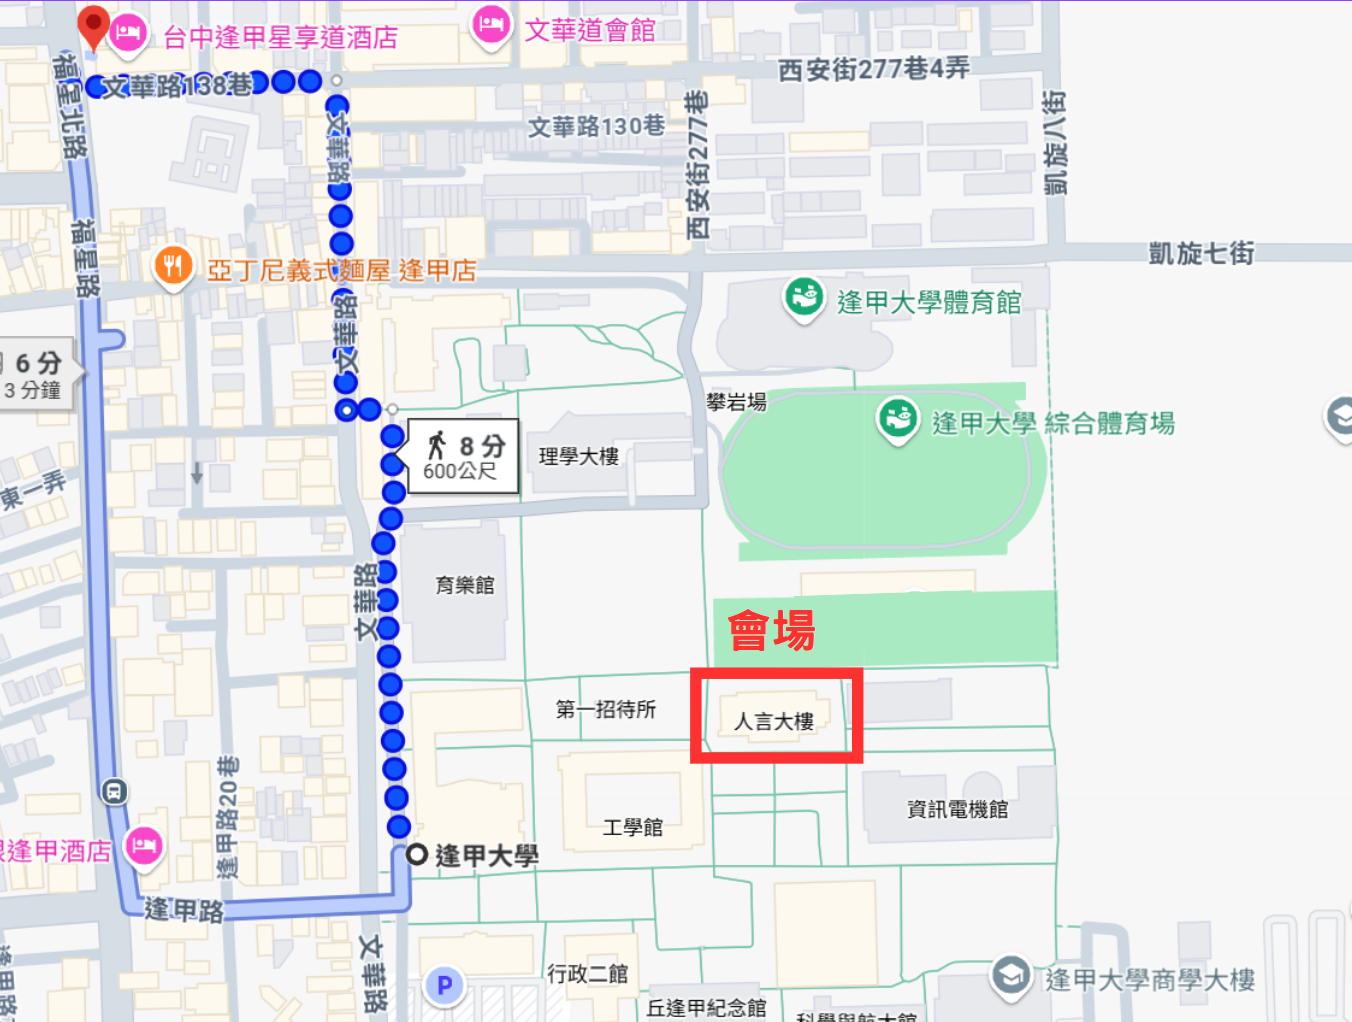 台中逢甲星享道酒店
文華道會館
西安街277巷4弄
福星北路
文華路138巷
文華路
文華路130巷
西安街277巷
凱旋八街
福星路
亞丁尼義式麵屋 逢甲店
凱旋七街
逢甲大學體育館
文華路
6 分
3 分鐘
攀岩場
逢甲大學 綜合體育場
8 分
600公尺
理學大樓
東一弄
文華路
育樂館
會場
第一招待所
人言大樓
逢甲路20巷
資訊電機館
工學館
逢甲酒店
逢甲大學
逢甲路
文華路
逢甲路
P
行政二館
逢甲大學商學大樓
丘逢甲紀念館
科學與航太館